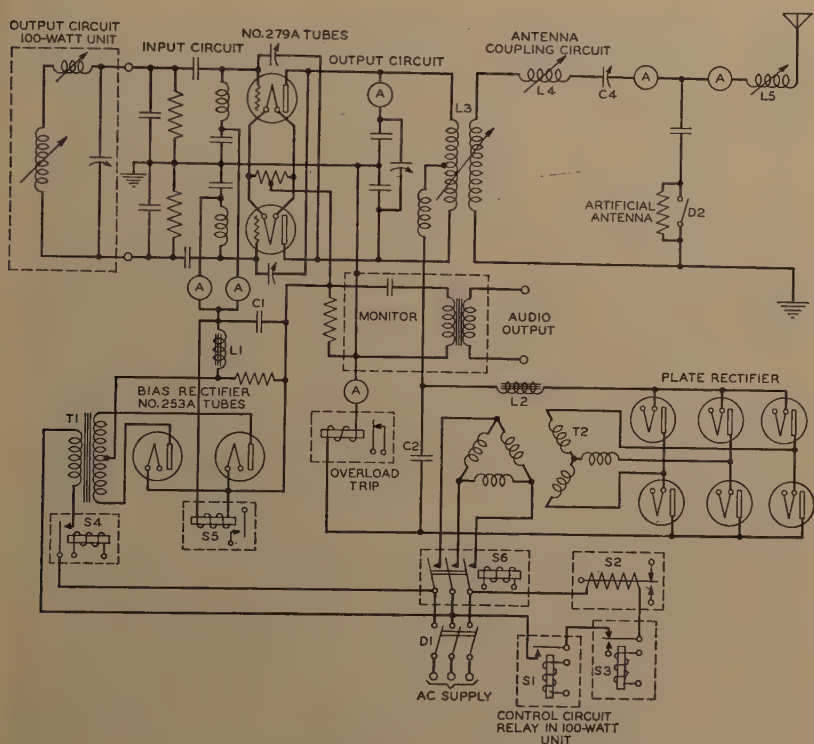 OUTPUT CIRCUIT
100-WATT UNIT
INPUT CIRCUIT
NO.279A TUBES
OUTPUT CIRCUIT
ANTENNA
COUPLING CIRCUIT
A
A
L4
C4
L5
A
L3
ARTIFICIAL
ANTENNA
D2
A
A
C1
MONITOR
AUDIO
OUTPUT
L1
BIAS RECTIFIER
NO.253A TUBES
T1
A
L2
PLATE RECTIFIER
T2
C2
OVERLOAD
TRIP
S4
S5
S6
S2
D1
S1
S3
AC SUPPLY
CONTROL CIRCUIT
RELAY IN 100-WATT
UNIT